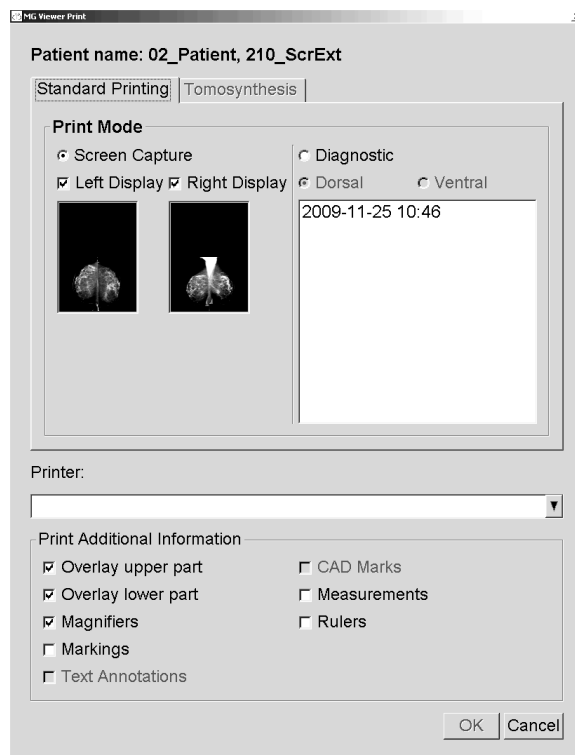 MG Viewer Print
Patient name: 02_Patient, 210_ScrExt
Standard Printing Tomosynthesis
Print Mode
Screen Capture Diagnostic
Left Display Right Display Dorsal Ventral
2009-11-25 10:46
Printer:
Print Additional Information
Overlay upper part CAD Marks
Overlay lower part Measurements
Magnifiers Rulers
Markings
Text Annotations
OK Cancel